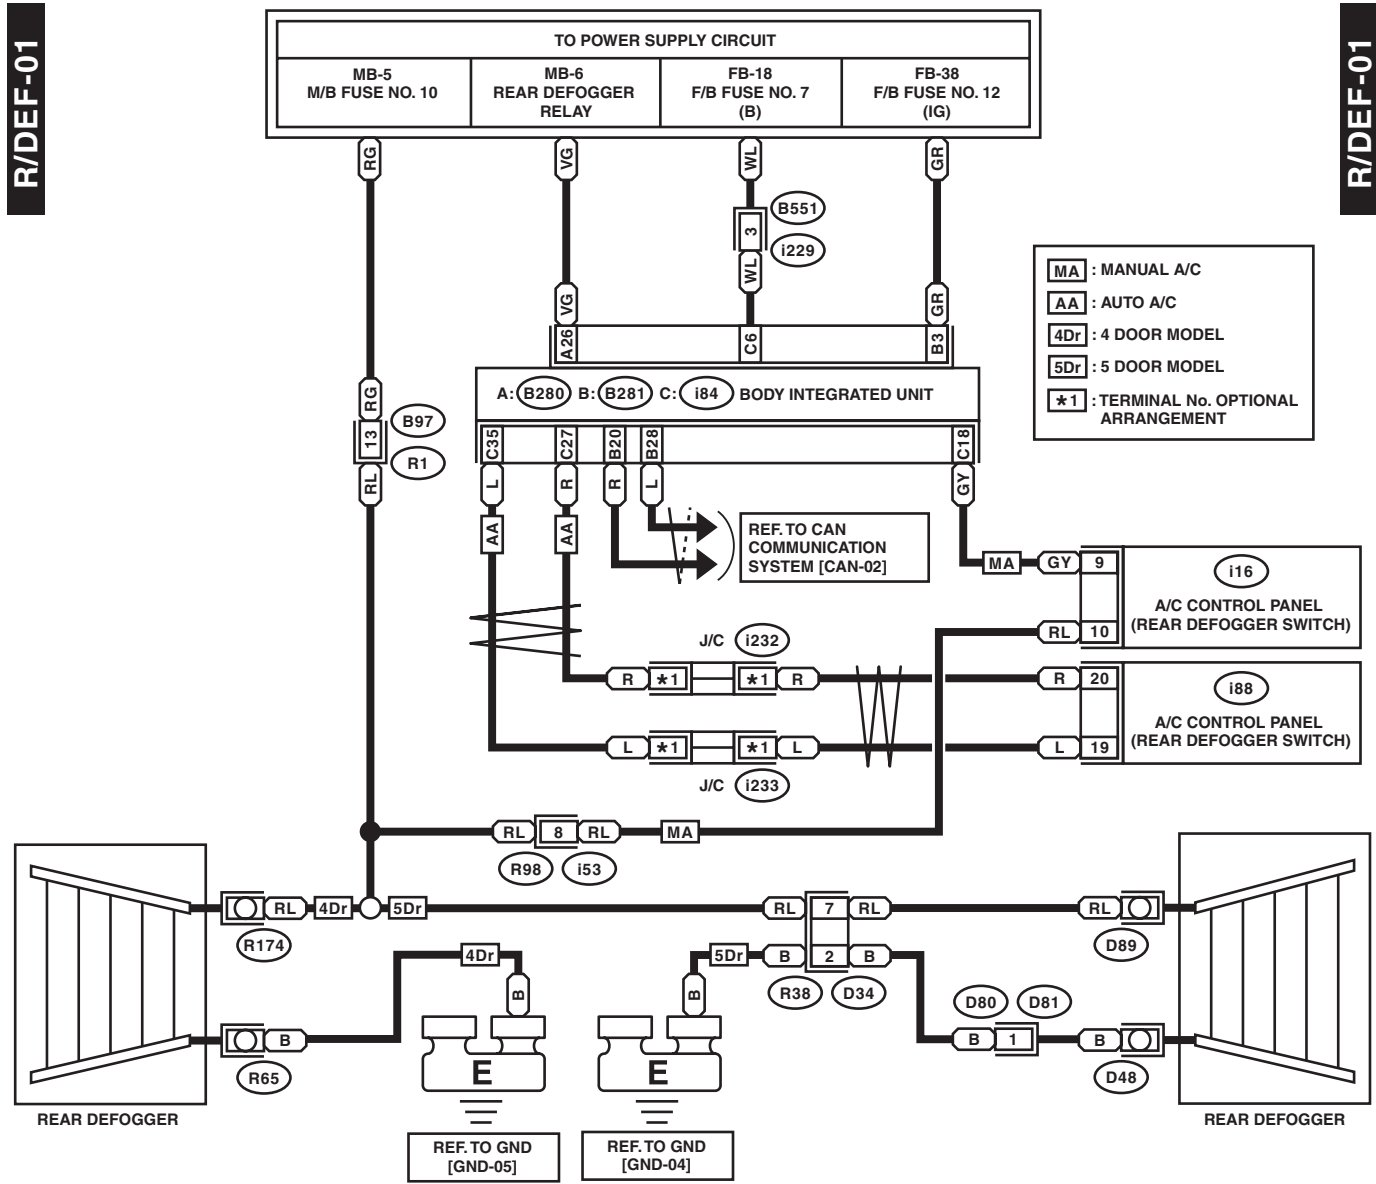 R/DEF-01
R/DEF-01
TO POWER SUPPLY CIRCUIT
MB-5
M/B FUSE NO. 10
MB-6
REAR DEFOGGER
RELAY
FB-18
F/B FUSE NO. 7
(B)
FB-38
F/B FUSE NO. 12
(IG)
RG
VG
WL
GR
B551
3
i229
WL
VG
GR
MA : MANUAL A/C
AA : AUTO A/C
4Dr : 4 DOOR MODEL
5Dr : 5 DOOR MODEL
*1 : TERMINAL No. OPTIONAL
ARRANGEMENT
A26
C6
B3
A: B280 B: B281 C: i84 BODY INTEGRATED UNIT
RG
B97
13
R1
RL
C35
C27
B20
B28
C18
L
R
R
L
GY
AA
AA
REF. TO CAN
COMMUNICATION
SYSTEM [CAN-02]
MA
GY
9
RL
10
i16
A/C CONTROL PANEL
(REAR DEFOGGER SWITCH)
J/C i232
R *1 *1 R
R
20
i88
A/C CONTROL PANEL
(REAR DEFOGGER SWITCH)
L *1 *1 L
L
19
J/C i233
RL 8 RL MA
R98 i53
RL 4Dr 5Dr
RL 7 RL
RL
R174
D89
4Dr
B
5Dr
B
B 2 B
R38 D34
D80 D81
B
R65
B 1
B
D48
E
E
REAR DEFOGGER
REF. TO GND
[GND-05]
REF. TO GND
[GND-04]
REAR DEFOGGER